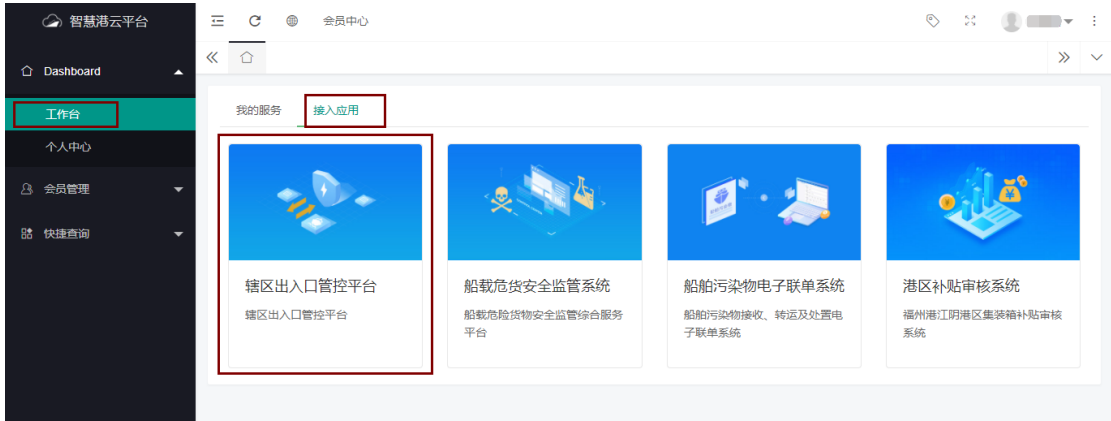 智慧港云平台
会员中心
Dashboard
工作台
个人中心
会员管理
快捷查询
我的服务
接入应用
辖区出入口管控平台
辖区出入口管控平台
船载危货安全监管系统
船载危险货物安全监管综合服务
平台
船舶污染物电子联单系统
船舶污染物接收、转运及处置电
子联单系统
港区补贴审核系统
福州港江阴港区集装箱补贴审核
系统